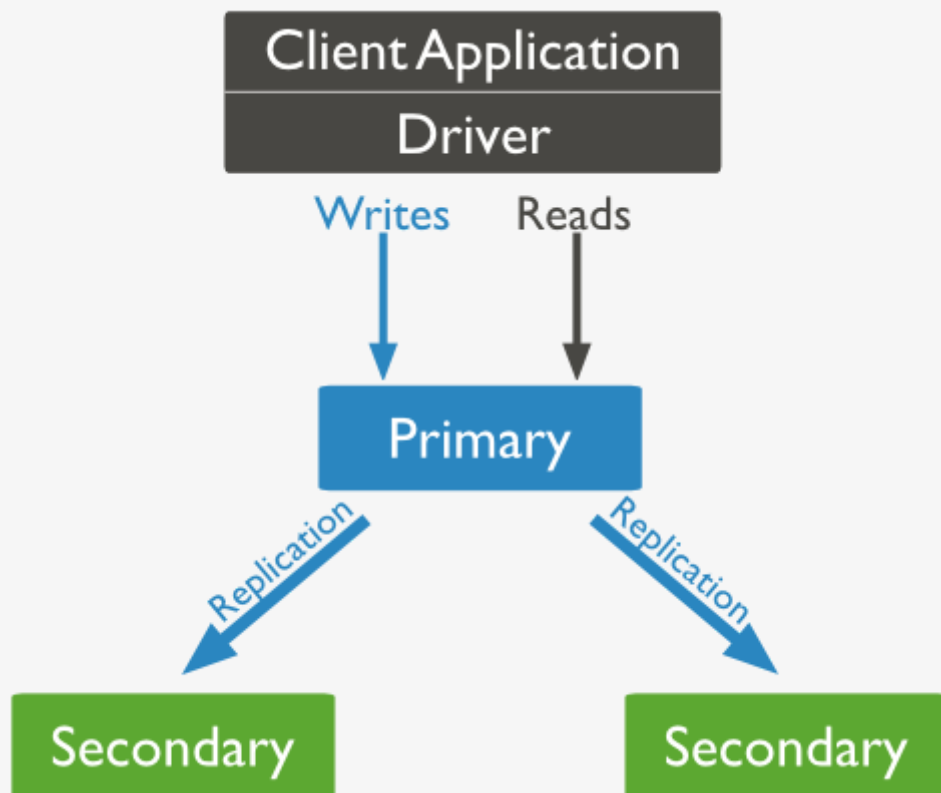 Client Application
Driver
Writes Reads
Primary
Replication Replication
Secondary Secondary